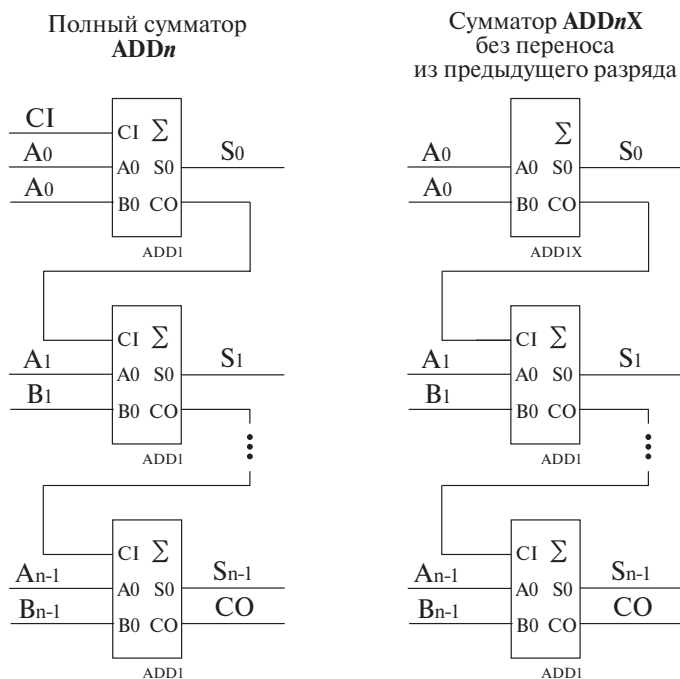 Полный сумматор
ADDn
CI
A0
A0
CI Σ
A0 S0
B0 CO
S0
ADD1
A1
B1
CI Σ
A0 S0
B0 CO
S1
ADD1
An-1
Bn-1
CI Σ
A0 S0
B0 CO
Sn-1
CO
ADD1
Сумматор ADDnX
без переноса
из предыдущего разряда
A0
A0
Σ
A0 S0
B0 CO
S0
ADD1X
A1
B1
CI Σ
A0 S0
B0 CO
S1
ADD1
An-1
Bn-1
CI Σ
A0 S0
B0 CO
Sn-1
CO
ADD1